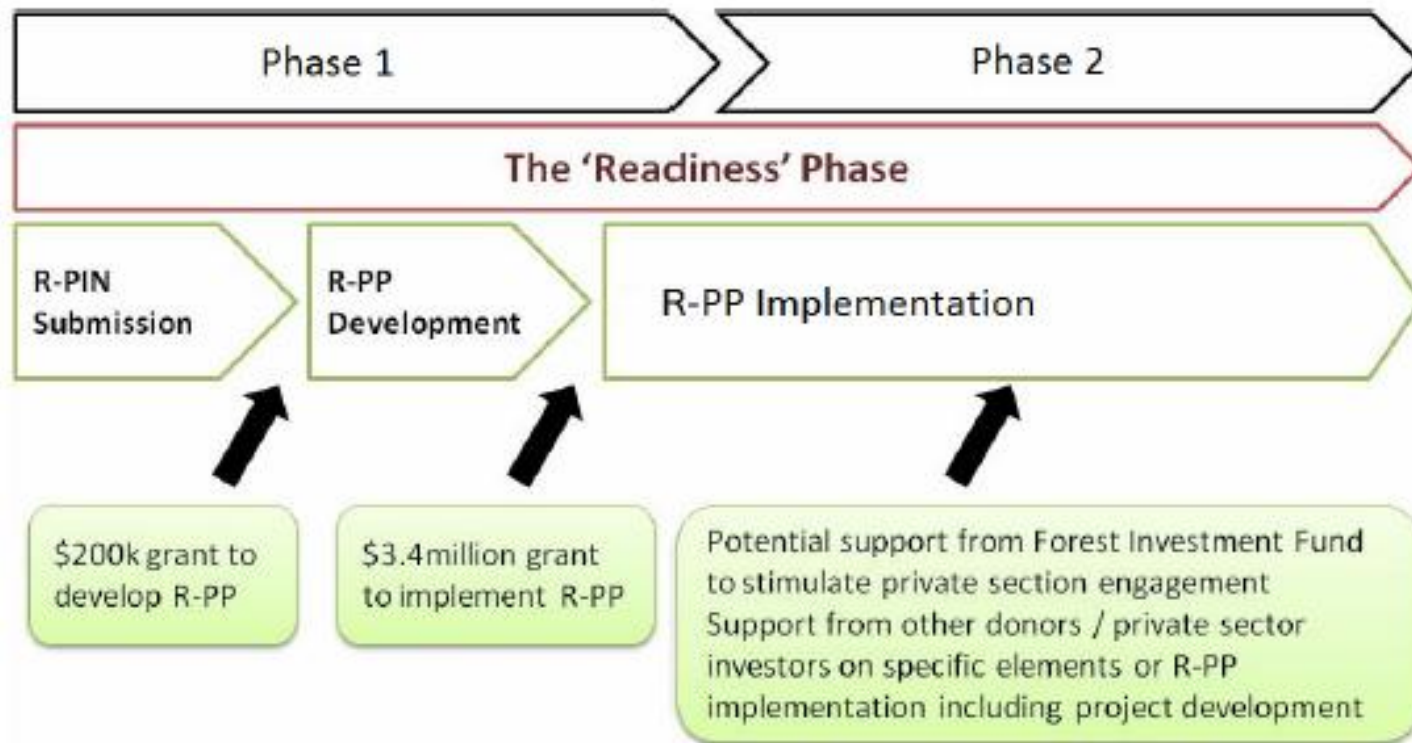 Phase 1
Phase 2
The ‘Readiness’ Phase
R-PIN
Submission
R-PP
Development
R-PP Implementation
$200k grant to
develop R-PP
$3.4million grant
to implement R-PP
Potential support from Forest Investment Fund
to stimulate private section engagement
Support from other donors / private sector
investors on specific elements or R-PP
implementation including project development